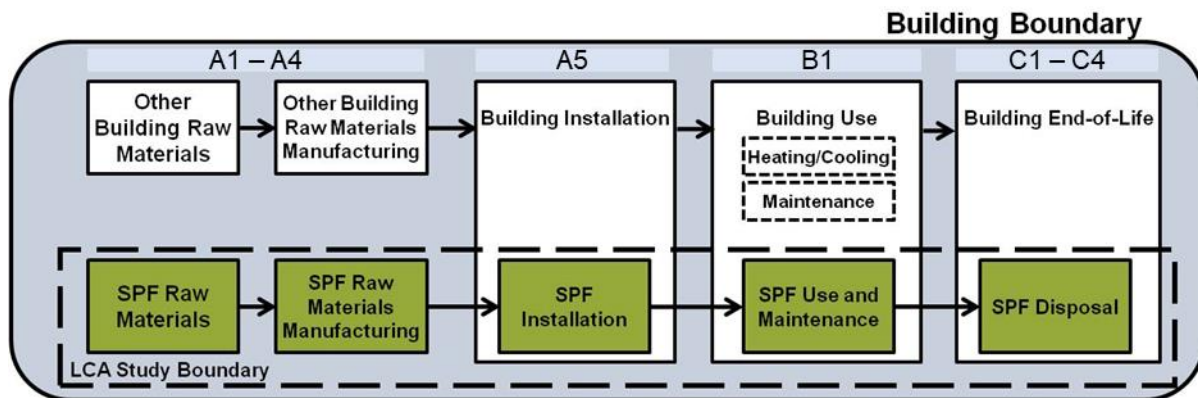 Building Boundary
A1 – A4
A5
B1
C1 – C4
Other
Building Raw
Materials
Other Building
Raw Materials
Manufacturing
Building Installation
Building Use
Heating/Cooling
Maintenance
Building End-of-Life
SPF Raw
Materials
SPF Raw
Materials
Manufacturing
SPF
Installation
SPF Use and
Maintenance
SPF Disposal
LCA Study Boundary